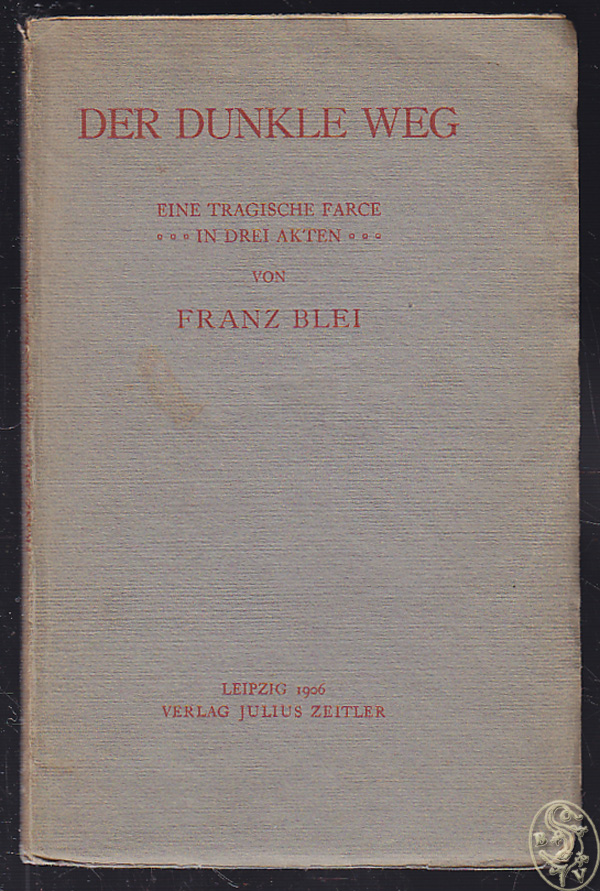 DER DUNKLE WEG
EINE TRAGISCHE FARCE
∘∘∘ IN DREI AKTEN ∘∘∘
VON
FRANZ BLEI
LEIPZIG 1906
VERLAG JULIUS ZEITLER